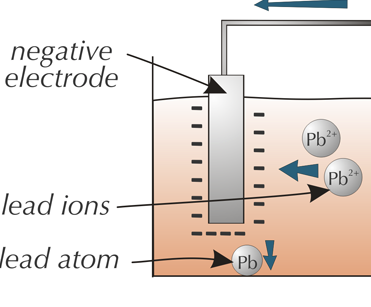 negative
electrode
Pb²⁺
Pb²⁺
lead ions
lead atom
Pb